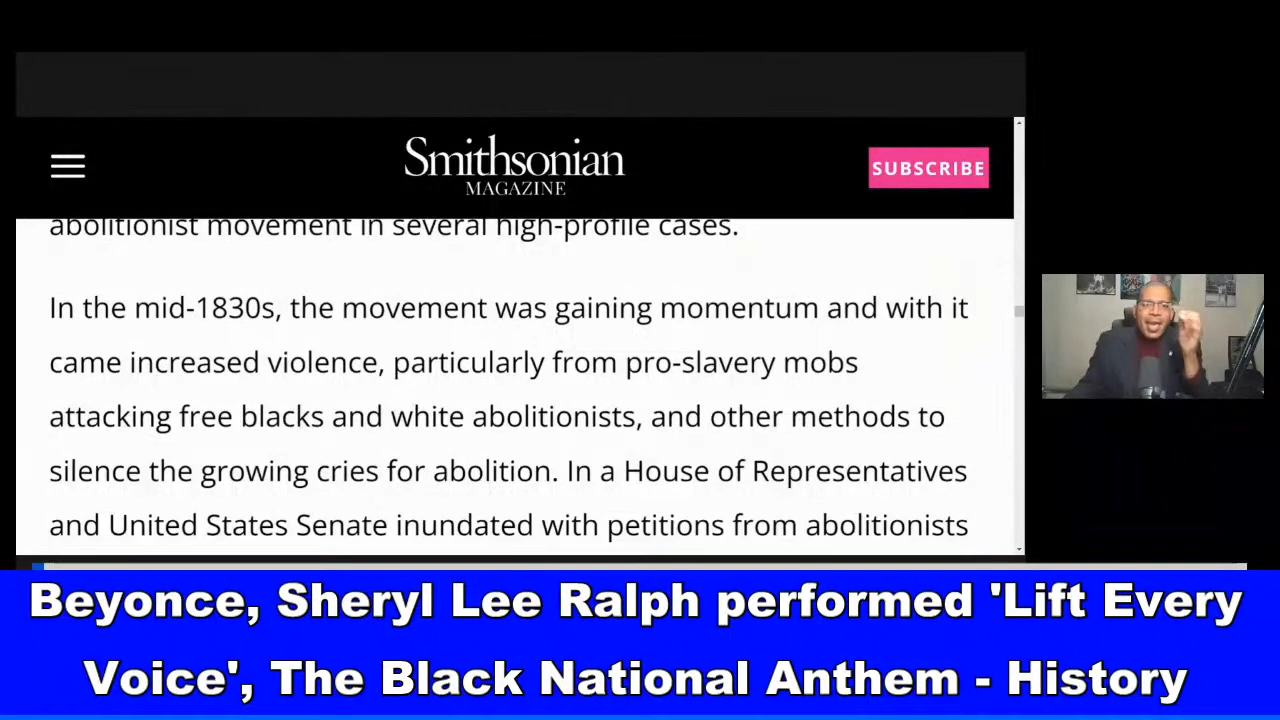 Smithsonian
MAGAZINE
SUBSCRIBE
abolitionist movement in several high-profile cases.
In the mid-1830s, the movement was gaining momentum and with it
came increased violence, particularly from pro-slavery mobs
attacking free blacks and white abolitionists, and other methods to
silence the growing cries for abolition. In a House of Representatives
and United States Senate inundated with petitions from abolitionists
Beyonce, Sheryl Lee Ralph performed 'Lift Every
Voice', The Black National Anthem - History